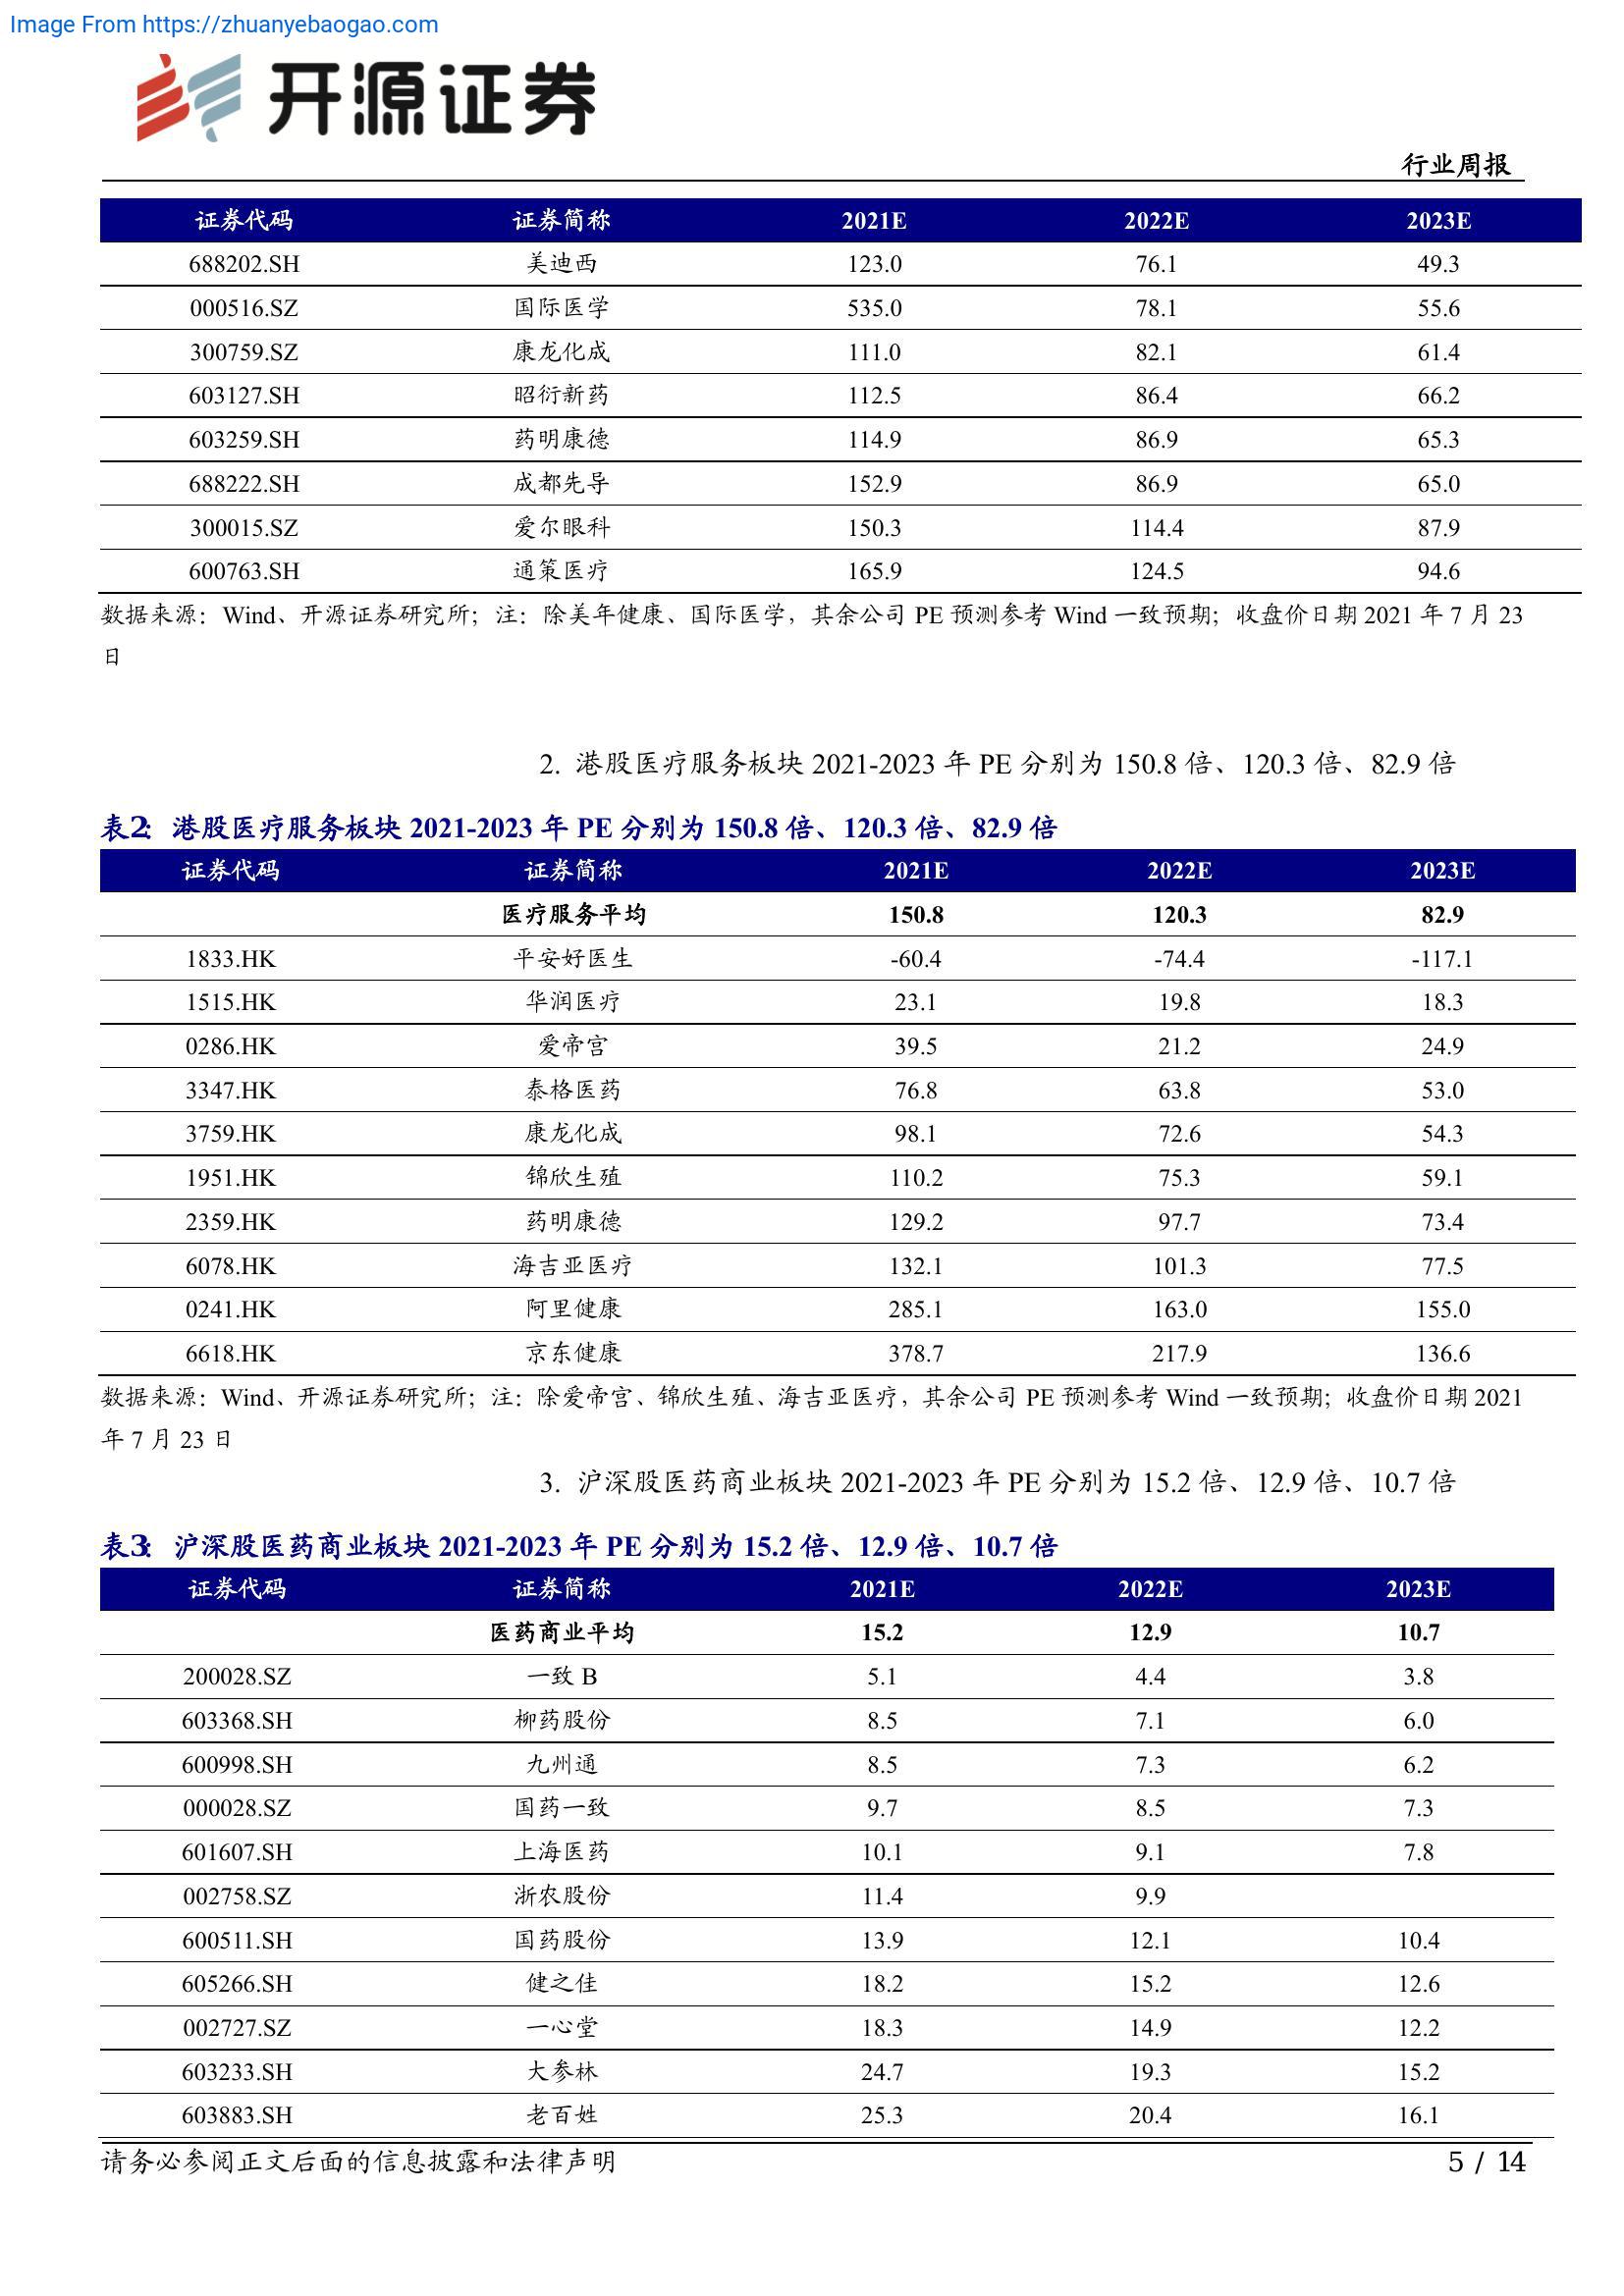 Image From https://zhuanyebaogao.com
开源证券
行业周报
证券代码 证券简称 2021E 2022E 2023E
688202.SH 美迪西 123.0 76.1 49.3
000516.SZ 国际医学 535.0 78.1 55.6
300759.SZ 康龙化成 111.0 82.1 61.4
603127.SH 昭衍新药 112.5 86.4 66.2
603259.SH 药明康德 114.9 86.9 65.3
688222.SH 成都先导 152.9 86.9 65.0
300015.SZ 爱尔眼科 150.3 114.4 87.9
600763.SH 通策医疗 165.9 124.5 94.6
数据来源：Wind、开源证券研究所；注：除美年健康、国际医学，其余公司 PE 预测参考 Wind 一致预期；收盘价日期 2021 年 7 月 23
日
2. 港股医疗服务板块 2021-2023 年 PE 分别为 150.8 倍、120.3 倍、82.9 倍
表2： 港股医疗服务板块 2021-2023 年 PE 分别为 150.8 倍、120.3 倍、82.9 倍
证券代码 证券简称 2021E 2022E 2023E
医疗服务平均 150.8 120.3 82.9
1833.HK 平安好医生 -60.4 -74.4 -117.1
1515.HK 华润医疗 23.1 19.8 18.3
0286.HK 爱帝宫 39.5 21.2 24.9
3347.HK 泰格医药 76.8 63.8 53.0
3759.HK 康龙化成 98.1 72.6 54.3
1951.HK 锦欣生殖 110.2 75.3 59.1
2359.HK 药明康德 129.2 97.7 73.4
6078.HK 海吉亚医疗 132.1 101.3 77.5
0241.HK 阿里健康 285.1 163.0 155.0
6618.HK 京东健康 378.7 217.9 136.6
数据来源：Wind、开源证券研究所；注：除爱帝宫、锦欣生殖、海吉亚医疗，其余公司 PE 预测参考 Wind 一致预期；收盘价日期 2021
年 7 月 23 日
3. 沪深股医药商业板块 2021-2023 年 PE 分别为 15.2 倍、12.9 倍、10.7 倍
表3： 沪深股医药商业板块 2021-2023 年 PE 分别为 15.2 倍、12.9 倍、10.7 倍
证券代码 证券简称 2021E 2022E 2023E
医药商业平均 15.2 12.9 10.7
200028.SZ 一致 B 5.1 4.4 3.8
603368.SH 柳药股份 8.5 7.1 6.0
600998.SH 九州通 8.5 7.3 6.2
000028.SZ 国药一致 9.7 8.5 7.3
601607.SH 上海医药 10.1 9.1 7.8
002758.SZ 浙农股份 11.4 9.9
600511.SH 国药股份 13.9 12.1 10.4
605266.SH 健之佳 18.2 15.2 12.6
002727.SZ 一心堂 18.3 14.9 12.2
603233.SH 大参林 24.7 19.3 15.2
603883.SH 老百姓 25.3 20.4 16.1
请务必参阅正文后面的信息披露和法律声明 5 / 14